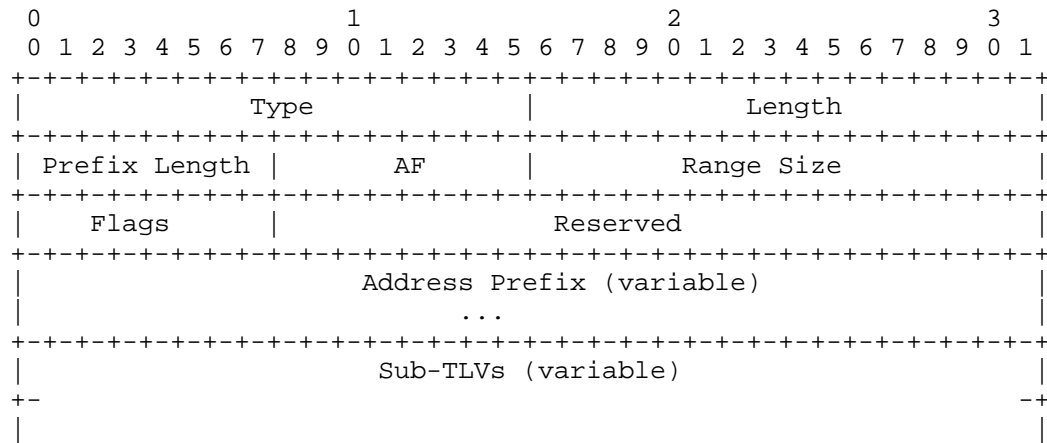 0                   1                   2                   3
 0 1 2 3 4 5 6 7 8 9 0 1 2 3 4 5 6 7 8 9 0 1 2 3 4 5 6 7 8 9 0 1
+-+-+-+-+-+-+-+-+-+-+-+-+-+-+-+-+-+-+-+-+-+-+-+-+-+-+-+-+-+-+-+-+
|              Type             |             Length            |
+-+-+-+-+-+-+-+-+-+-+-+-+-+-+-+-+-+-+-+-+-+-+-+-+-+-+-+-+-+-+-+-+
| Prefix Length |       AF      |         Range Size            |
+-+-+-+-+-+-+-+-+-+-+-+-+-+-+-+-+-+-+-+-+-+-+-+-+-+-+-+-+-+-+-+-+
|    Flags      |                 Reserved                      |
+-+-+-+-+-+-+-+-+-+-+-+-+-+-+-+-+-+-+-+-+-+-+-+-+-+-+-+-+-+-+-+-+
|                     Address Prefix (variable)                 |
|                           ...                                 |
+-+-+-+-+-+-+-+-+-+-+-+-+-+-+-+-+-+-+-+-+-+-+-+-+-+-+-+-+-+-+-+-+
|                      Sub-TLVs (variable)                      |
+-                                                             -+
|                                                               |